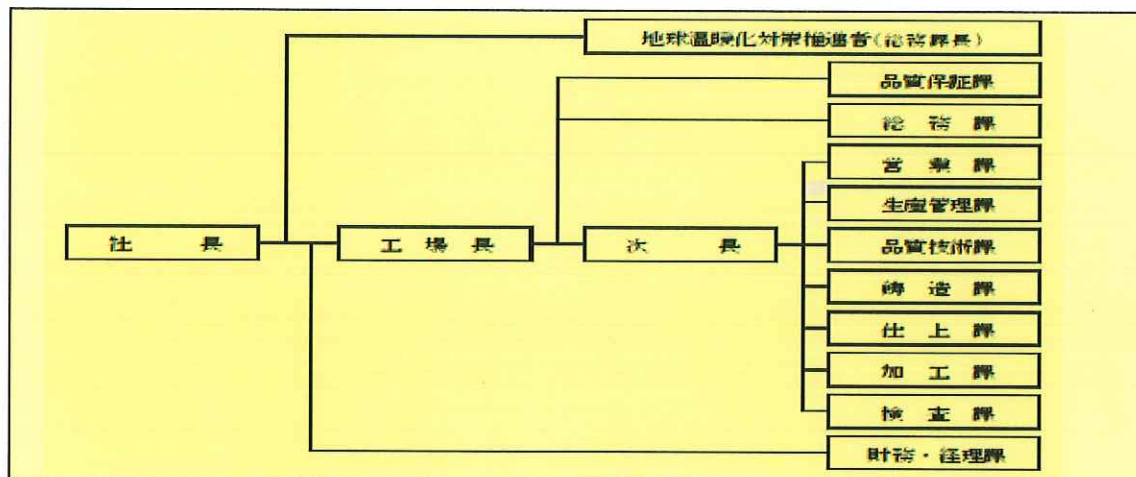 地球温暖化対策推進者(総務課長)
品質保証課
総務課
営業課
生産管理課
社長
工場長
次長
品質技術課
鋳造課
仕上課
加工課
検査課
財務・経理課